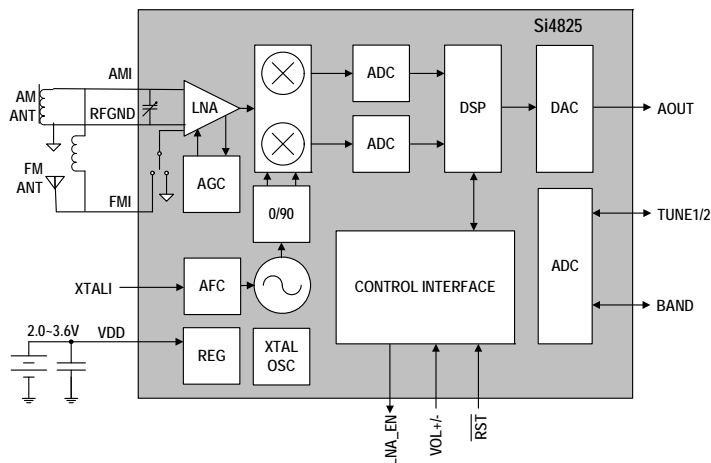 Si4825
AMI
AM
ANT
RFGND
LNA
ADC
DSP
DAC
AOUT
ADC
FM
ANT
FMI
AGC
0/90
TUNE1/2
ADC
CONTROL INTERFACE
XTALI
AFC
BAND
2.0~3.6V
VDD
REG
XTAL
OSC
LNA_EN
VOL+/-
RST